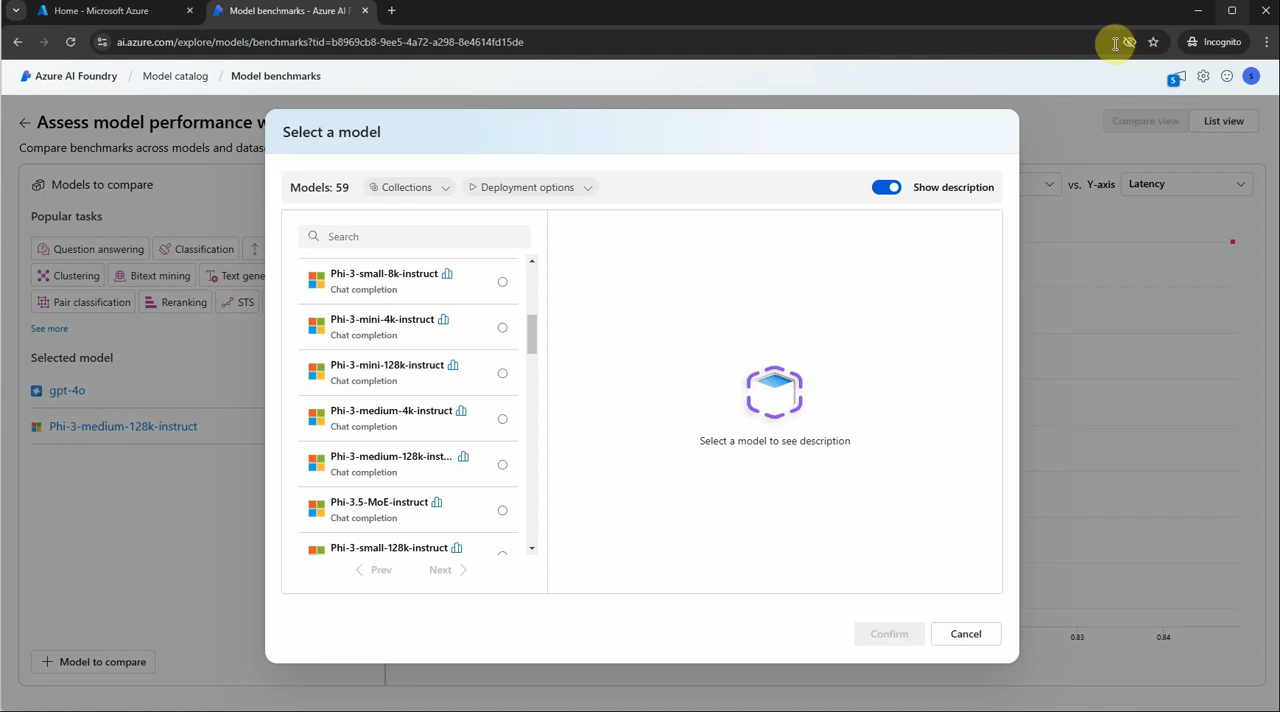 Home - Microsoft Azure
Model benchmarks - Azure AI F
ai.azure.com/explore/models/benchmarks?tid=b8969cb8-9ee5-4a72-a298-8e4614fd15de
Incognito
Azure AI Foundry / Model catalog / Model benchmarks
5
S
Assess model performance w
Compare view
List view
Compare benchmarks across models and datas
Models to compare
vs. Y-axis
Latency
Popular tasks
Question answering
Classification
Clustering
Bitext mining
Text gene
Pair classification
Reranking
STS
See more
Selected model
gpt-4o
Phi-3-medium-128k-instruct
Model to compare
0.83
0.84
Select a model
Models: 59
Collections
Deployment options
Show description
Search
Phi-3-small-8k-instruct
Chat completion
Phi-3-mini-4k-instruct
Chat completion
Phi-3-mini-128k-instruct
Chat completion
Phi-3-medium-4k-instruct
Chat completion
Phi-3-medium-128k-inst...
Chat completion
Phi-3.5-MoE-instruct
Chat completion
Phi-3-small-128k-instruct
Prev
Next
Select a model to see description
Confirm
Cancel